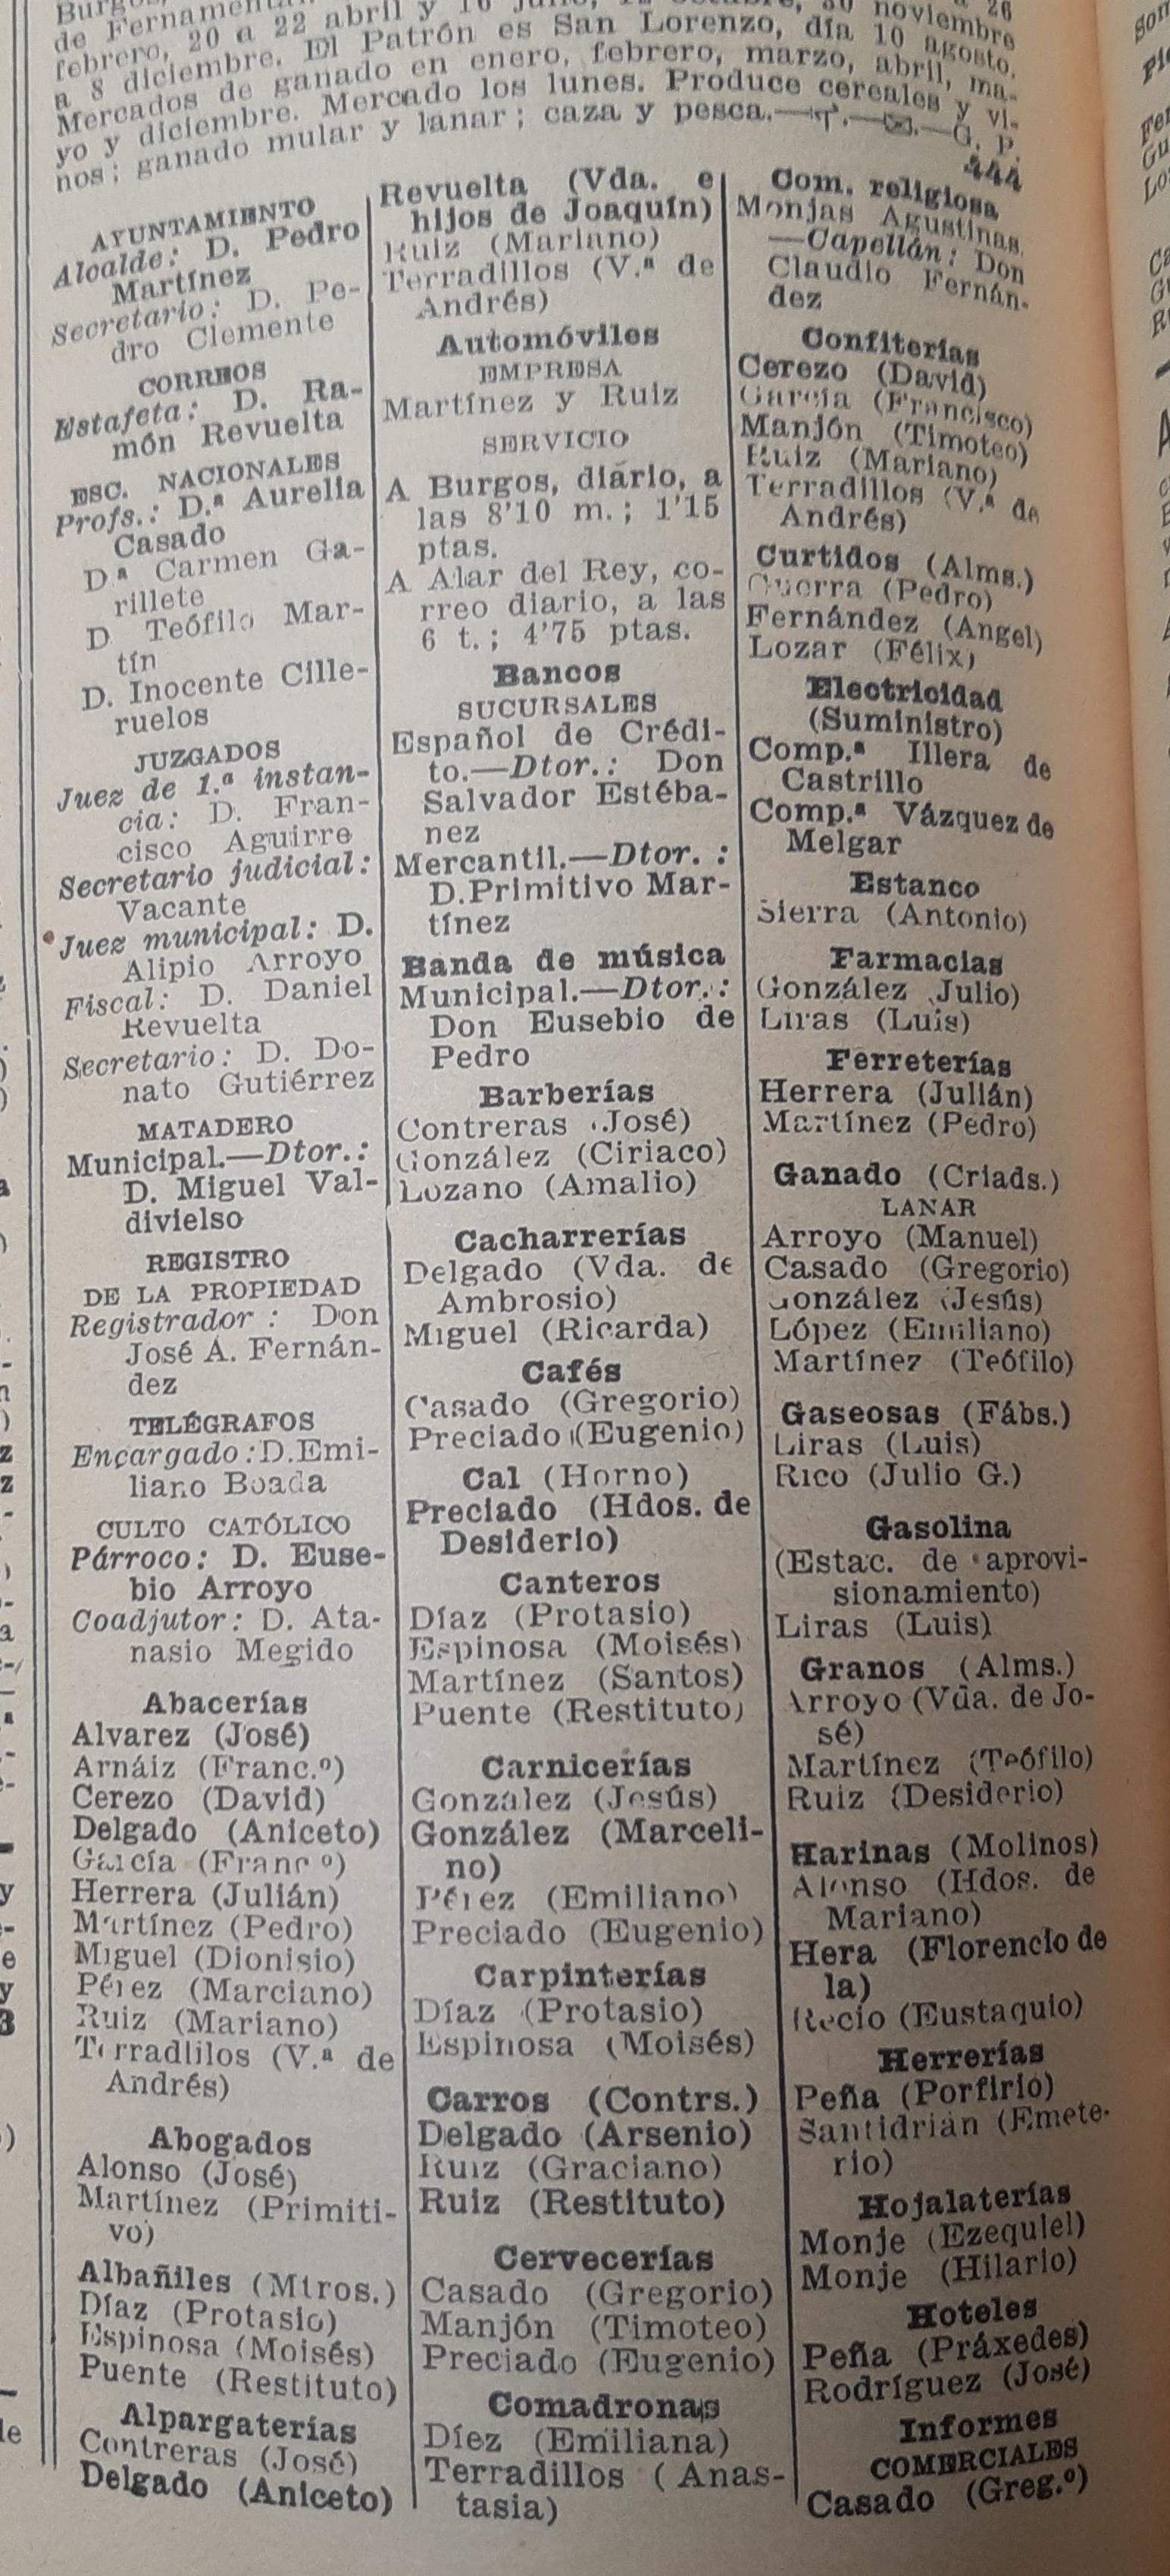 de Fernamental
febrero, 20 a 22 abril y 16 noviembre
a 8 diciembre. El Patrón es San Lorenzo, día 10 agosto.
Mercados de ganado en enero, febrero, marzo, abril, ma-
yo y diciembre. Mercado los lunes. Produce cereales y vi-
nos; ganado mular y lanar; caza y pesca.—G. P.
444
AYUNTAMIENTO
Alcalde: D. Pedro
Martínez
Secretario: D. Pe-
dro Clemente
CORREOS
Estafeta: D. Ra-
món Revuelta
ESC. NACIONALES
Profs.: D.ª Aurelia
Casado
D.ª Carmen Ga-
rillete
D. Teófilo Mar-
tín
D. Inocente Cille-
ruelos
JUZGADOS
Juez de 1.ª instan-
cia: D. Fran-
cisco Aguirre
Secretario judicial:
Vacante
Juez municipal: D.
Alipio Arroyo
Fiscal: D. Daniel
Revuelta
Secretario: D. Do-
nato Gutiérrez
MATADERO
Municipal.—Dtor.:
D. Miguel Val-
divielso
REGISTRO
DE LA PROPIEDAD
Registrador: Don
José A. Fernán-
dez
TELÉGRAFOS
Encargado: D. Emi-
liano Boada
CULTO CATÓLICO
Párroco: D. Euse-
bio Arroyo
Coadjutor: D. Ata-
nasio Megido
Abacerías
Alvarez (José)
Arnáiz (Franc.º)
Cerezo (David)
Delgado (Aniceto)
García (Franc.º)
Herrera (Julián)
Martínez (Pedro)
Miguel (Dionisio)
Pérez (Marciano)
Ruiz (Mariano)
Terradlilos (V.ª de
Andrés)
Abogados
Alonso (José)
Martínez (Primiti-
vo)
Albañiles (Mtros.)
Díaz (Protasio)
Espinosa (Moisés)
Puente (Restituto)
Alpargaterías
Contreras (José)
Delgado (Aniceto)
Revuelta (Vda. e
hijos de Joaquín)
Ruiz (Mariano)
Terradillos (V.ª de
Andrés)
Automóviles
EMPRESA
Martínez y Ruiz
SERVICIO
A Burgos, diario, a
las 8'10 m.; 1'15
ptas.
A Alar del Rey, co-
rreo diario, a las
6 t.; 4'75 ptas.
Bancos
SUCURSALES
Español de Crédi-
to.—Dtor.: Don
Salvador Estéba-
nez
Mercantil.—Dtor.:
D. Primitivo Mar-
tínez
Banda de música
Municipal.—Dtor.:
Don Eusebio de
Pedro
Barberías
Contreras (José)
González (Ciriaco)
Lozano (Amalio)
Cacharrerías
Delgado (Vda. de
Ambrosio)
Miguel (Ricarda)
Cafés
Casado (Gregorio)
Preciado (Eugenio)
Cal (Horno)
Preciado (Hdos. de
Desiderio)
Canteros
Díaz (Protasio)
Espinosa (Moisés)
Martínez (Santos)
Puente (Restituto)
Carnicerías
González (Jesús)
González (Marceli-
no)
Pérez (Emiliano)
Preciado (Eugenio)
Carpinterías
Díaz (Protasio)
Espinosa (Moisés)
Carros (Contrs.)
Delgado (Arsenio)
Ruiz (Graciano)
Ruiz (Restituto)
Cervecerías
Casado (Gregorio)
Manjón (Timoteo)
Preciado (Eugenio)
Comadronas
Díez (Emiliana)
Terradillos (Anas-
tasia)
Com. religiosa
Monjas Agustinas.
—Capellán: Don
Claudio Fernán-
dez
Confiterías
Cerezo (David)
García (Francisco)
Manjón (Timoteo)
Ruiz (Mariano)
Terradillos (V.ª de
Andrés)
Curtidos (Alms.)
Guerra (Pedro)
Fernández (Angel)
Lozar (Félix)
Electricidad
(Suministro)
Comp.ª Illera de
Castrillo
Comp.ª Vázquez de
Melgar
Estanco
Sierra (Antonio)
Farmacias
González (Julio)
Liras (Luis)
Ferreterías
Herrera (Julián)
Martínez (Pedro)
Ganado (Criads.)
LANAR
Arroyo (Manuel)
Casado (Gregorio)
González (Jesús)
López (Emiliano)
Martínez (Teófilo)
Gaseosas (Fábs.)
Liras (Luis)
Rico (Julio G.)
Gasolina
(Estac. de aprovi-
sionamiento)
Liras (Luis)
Granos (Alms.)
Arroyo (Vda. de Jo-
sé)
Martínez (Teófilo)
Ruiz (Desiderio)
Harinas (Molinos)
Alonso (Hdos. de
Mariano)
Hera (Florencio de
la)
Recio (Eustaquio)
Herrerías
Peña (Porfirio)
Santidrián (Emete-
rio)
Hojalaterías
Monje (Ezequiel)
Monje (Hilario)
Hoteles
Peña (Práxedes)
Rodríguez (José)
Informes
COMERCIALES
Casado (Greg.º)